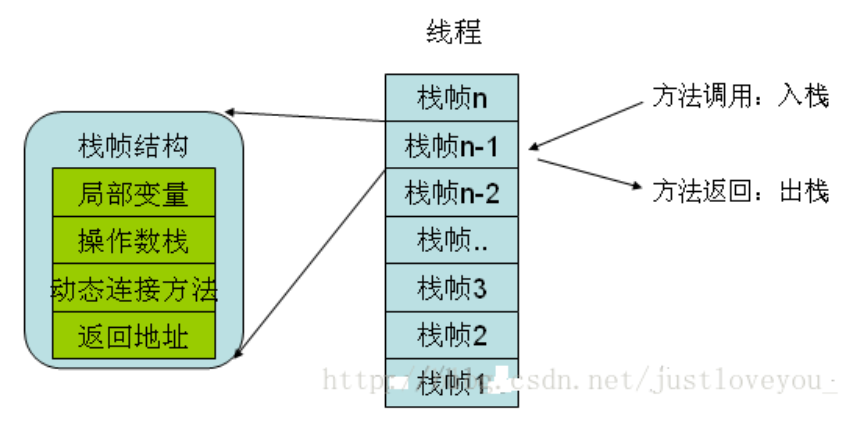 线程
栈帧n
栈帧n-1
栈帧n-2
栈帧..
栈帧3
栈帧2
栈帧1
方法调用：入栈
方法返回：出栈
栈帧结构
局部变量
操作数栈
动态连接方法
返回地址
csdn.net/justloveyou_